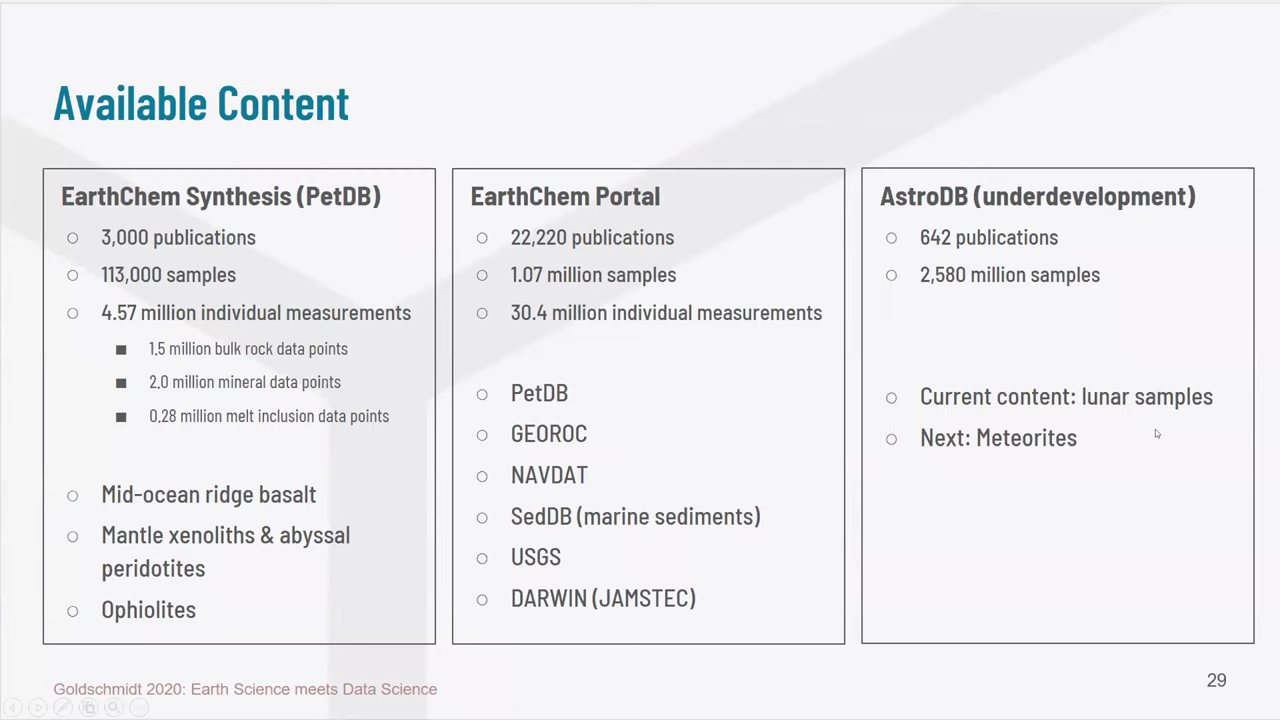 Available Content
EarthChem Synthesis (PetDB)
3,000 publications
113,000 samples
4.57 million individual measurements
1.5 million bulk rock data points
2.0 million mineral data points
0.28 million melt inclusion data points
Mid-ocean ridge basalt
Mantle xenoliths & abyssal
peridotites
Ophiolites
EarthChem Portal
22,220 publications
1.07 million samples
30.4 million individual measurements
PetDB
GEOROC
NAVDAT
SedDB (marine sediments)
USGS
DARWIN (JAMSTEC)
AstroDB (underdevelopment)
642 publications
2,580 million samples
Current content: lunar samples
Next: Meteorites
Goldschmidt 2020: Earth Science meets Data Science
29